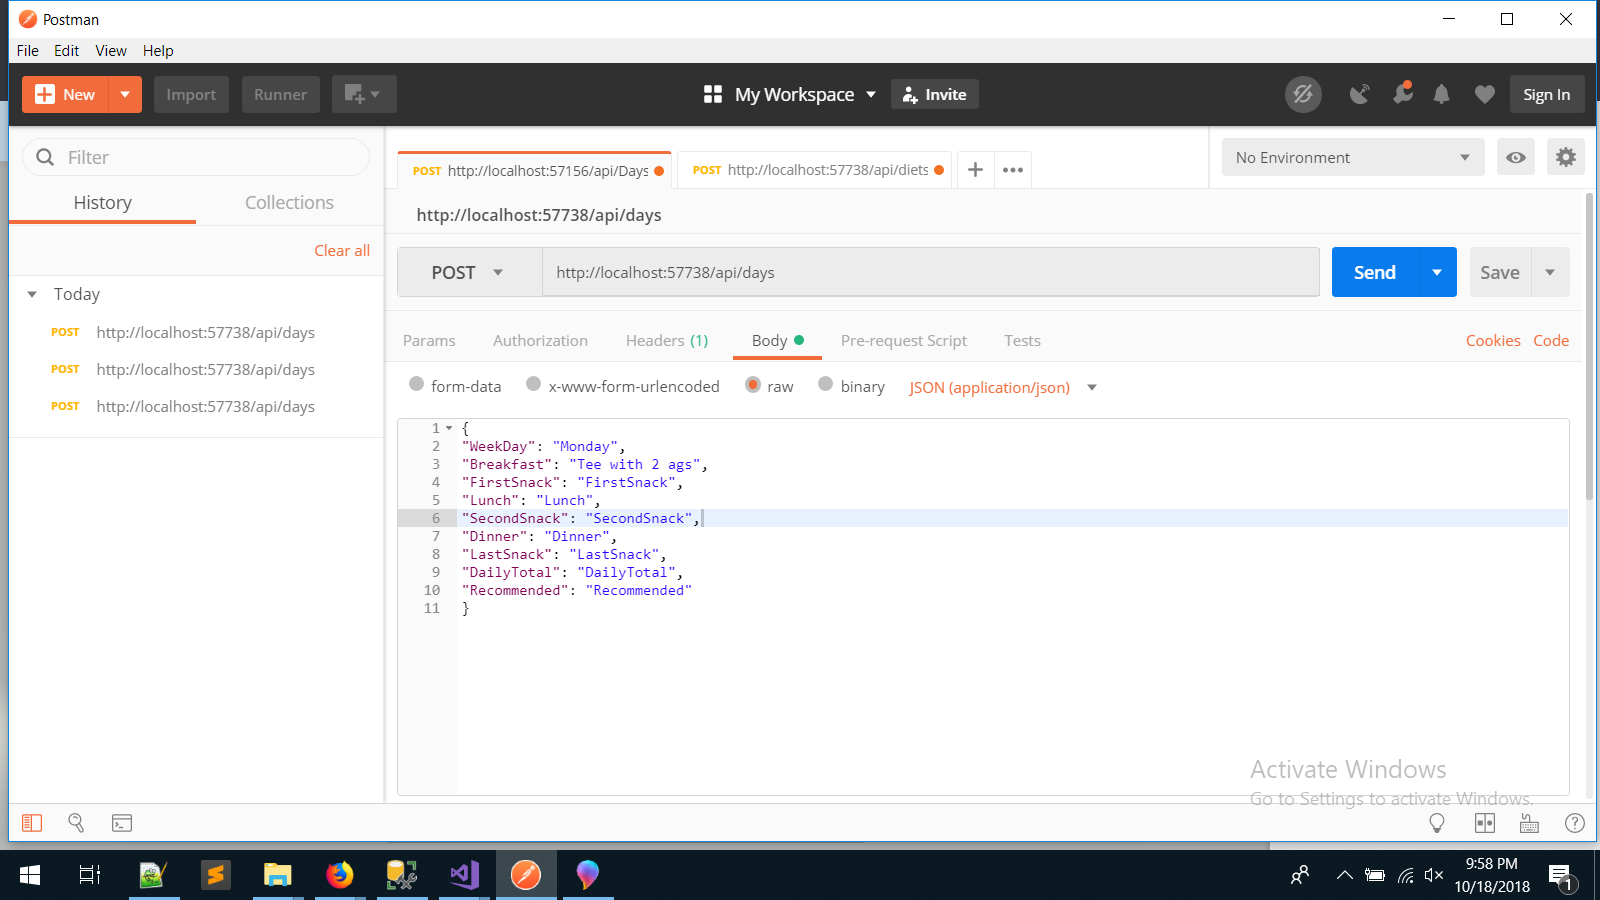 Postman
File Edit View Help
New Import Runner My Workspace Invite Sign In
Filter
History Collections
Clear all
Today
POST http://localhost:57738/api/days
POST http://localhost:57738/api/days
POST http://localhost:57738/api/days
POST http://localhost:57156/api/Days POST http://localhost:57738/api/diets
No Environment
http://localhost:57738/api/days
POST http://localhost:57738/api/days Send Save
Params Authorization Headers (1) Body Pre-request Script Tests Cookies Code
form-data x-www-form-urlencoded raw binary JSON (application/json)
1 {
2 "WeekDay": "Monday",
3 "Breakfast": "Tee with 2 ags",
4 "FirstSnack": "FirstSnack",
5 "Lunch": "Lunch",
6 "SecondSnack": "SecondSnack",
7 "Dinner": "Dinner",
8 "LastSnack": "LastSnack",
9 "DailyTotal": "DailyTotal",
10 "Recommended": "Recommended"
11 }
Activate Windows
Go to Settings to activate Windows.
9:58 PM
10/18/2018
1